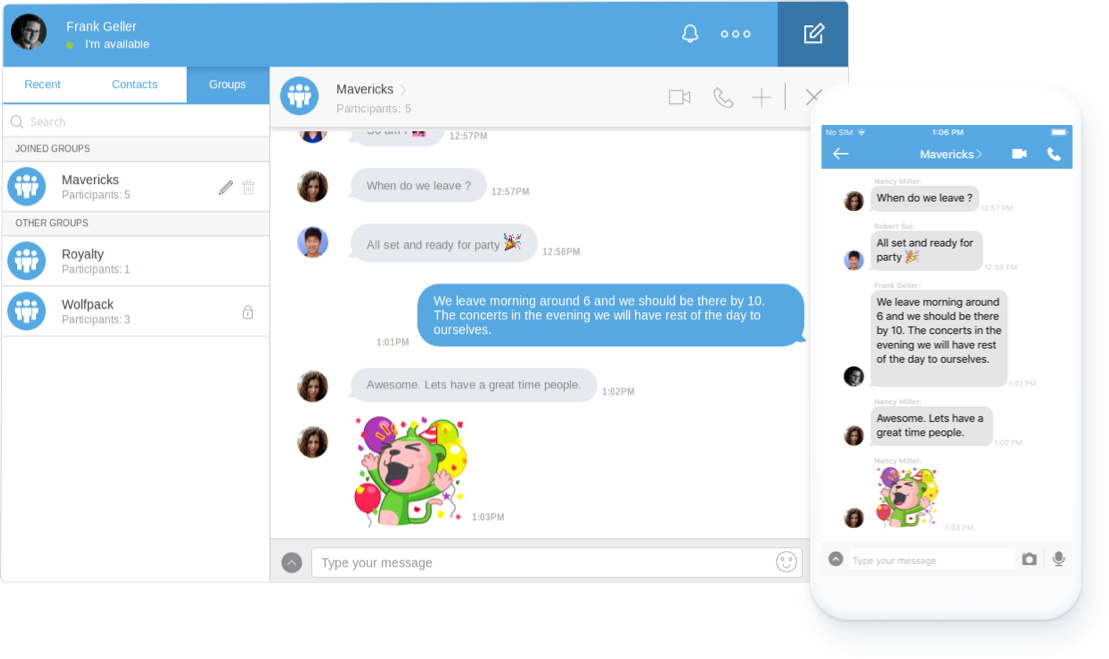 Frank Geller
I'm available
Recent
Contacts
Groups
Search
JOINED GROUPS
Mavericks
Participants: 5
OTHER GROUPS
Royalty
Participants: 1
Wolfpack
Participants: 3
Mavericks
Participants: 5
So am I
12:57PM
When do we leave ?
12:57PM
All set and ready for party
12:58PM
We leave morning around 6 and we should be there by 10.
The concerts in the evening we will have rest of the day to
ourselves.
1:01PM
Awesome. Lets have a great time people.
1:02PM
1:03PM
Type your message
No SIM
1:06 PM
Mavericks
Nancy Miller:
When do we leave ?
12:57 PM
Robert Sui:
All set and ready for
party
12:58 PM
Frank Geller:
We leave morning around
6 and we should be there
by 10. The concerts in the
evening we will have rest
of the day to ourselves.
1:01 PM
Nancy Miller:
Awesome. Lets have a
great time people.
1:02 PM
Nancy Miller:
1:03 PM
Type your message